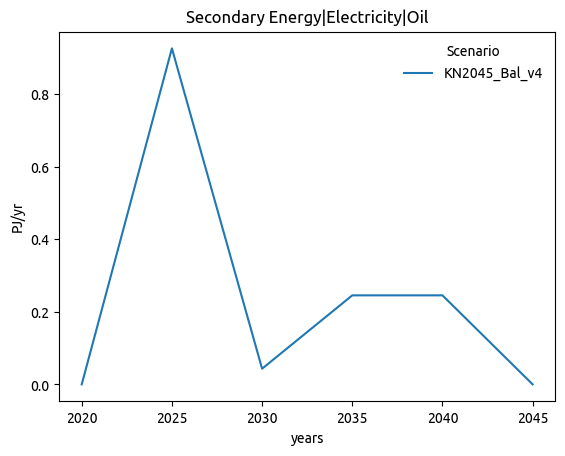 Secondary Energy|Electricity|Oil
Scenario
KN2045_Bal_v4
PJ/yr
0.8
0.6
0.4
0.2
0.0
2020 2025 2030 2035 2040 2045
years